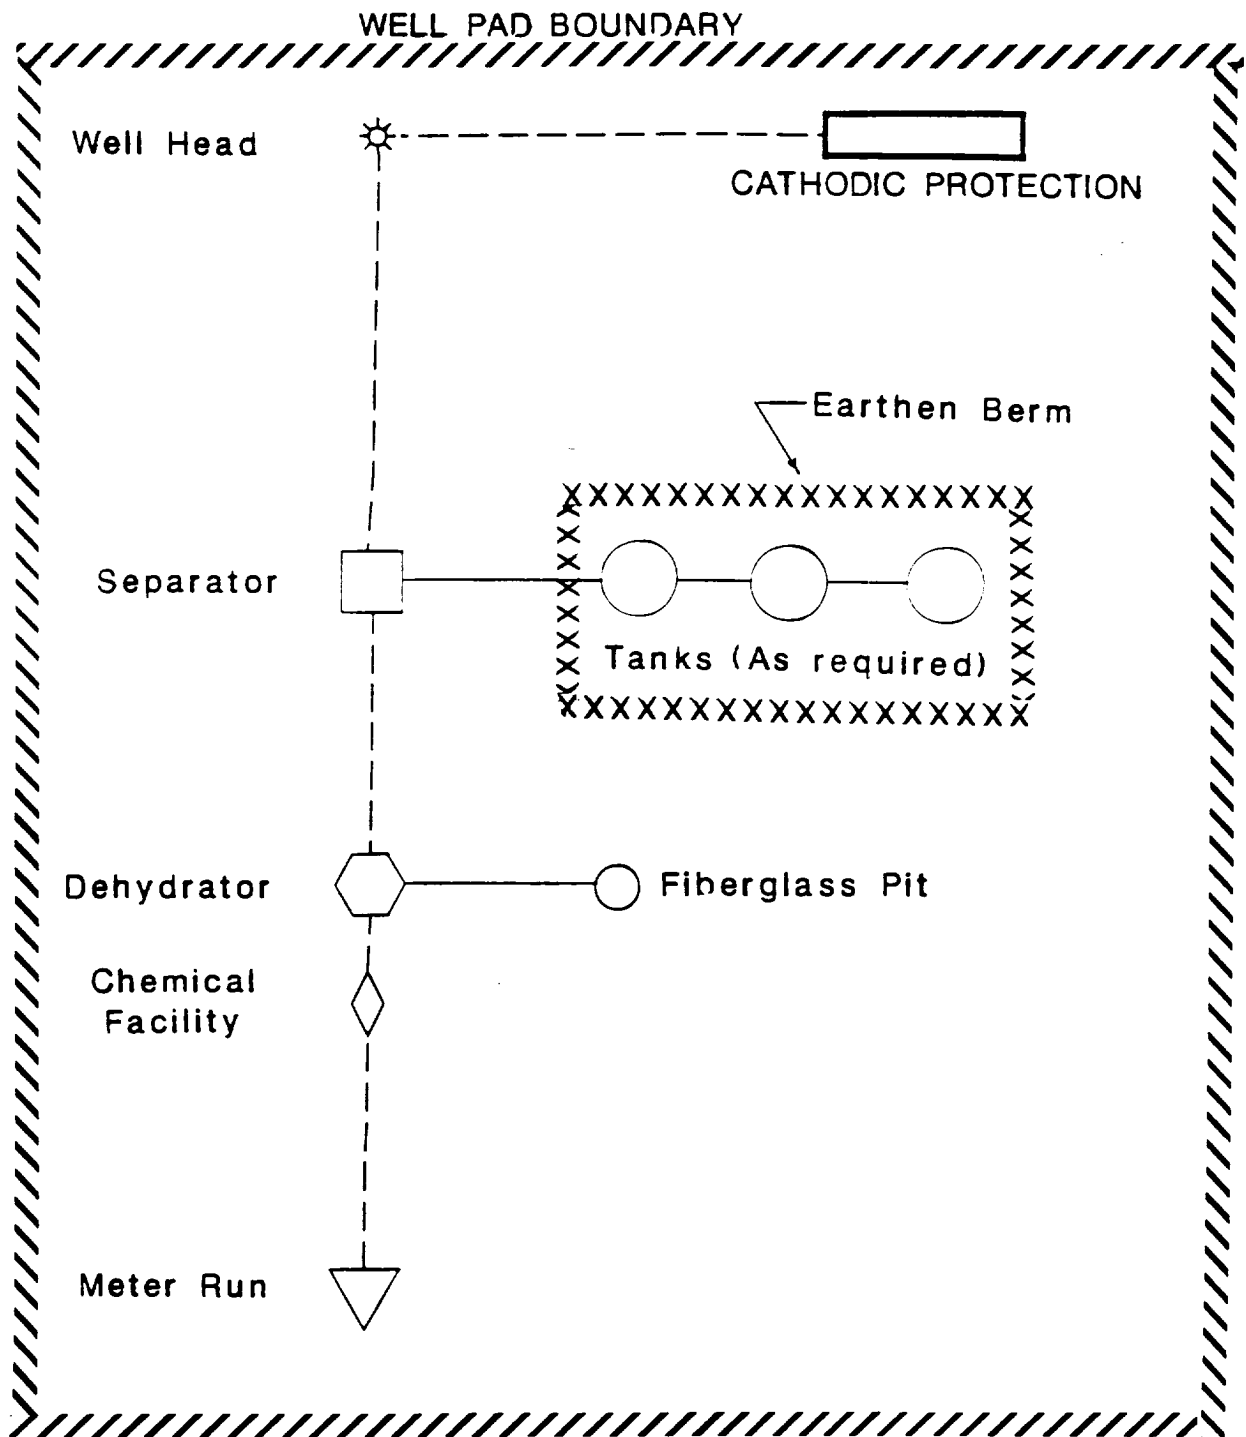 WELL PAD BOUNDARY
Well Head
CATHODIC PROTECTION
Earthen Berm
Separator
Tanks (As required)
Dehydrator
Fiberglass Pit
Chemical
Facility
Meter Run